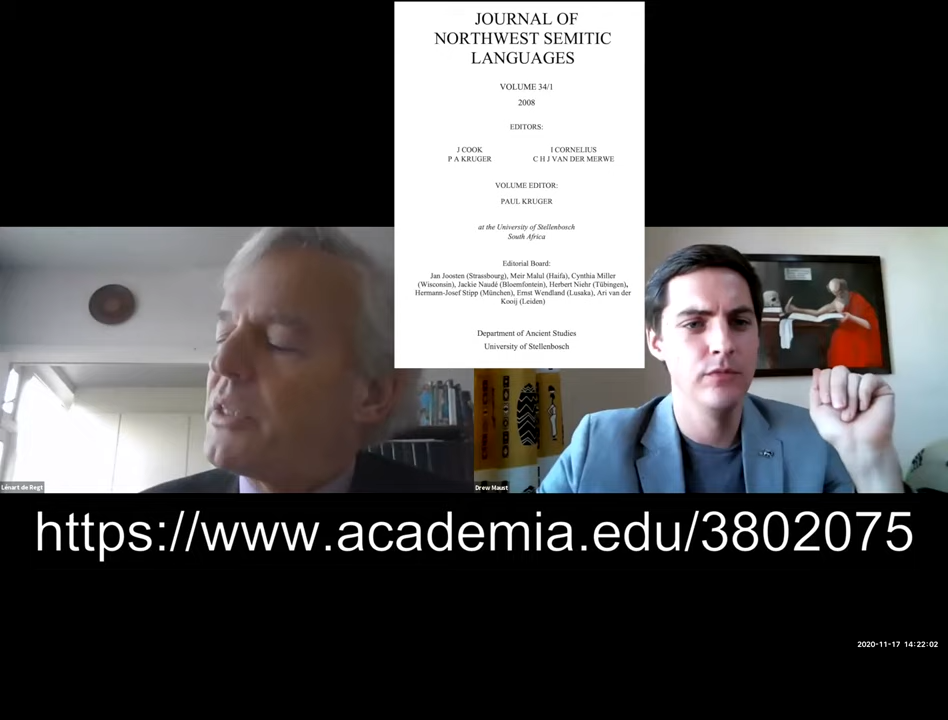 JOURNAL OF
NORTHWEST SEMITIC
LANGUAGES
VOLUME 34/1
2008
EDITORS:
J COOK I CORNELIUS
P A KRUGER C H J VAN DER MERWE
VOLUME EDITOR:
PAUL KRUGER
at the University of Stellenbosch
South Africa
Editorial Board:
Jan Joosten (Strasbourg), Meir Malul (Haifa), Cynthia Miller
(Wisconsin), Jackie Naudé (Bloemfontein), Herbert Niehr (Tübingen),
Hermann-Josef Stipp (München), Ernst Wendland (Lusaka), Ari van der
Kooij (Leiden)
Department of Ancient Studies
University of Stellenbosch
Lénart de Regt
Drew Maust
https://www.academia.edu/3802075
2020-11-17 14:22:02